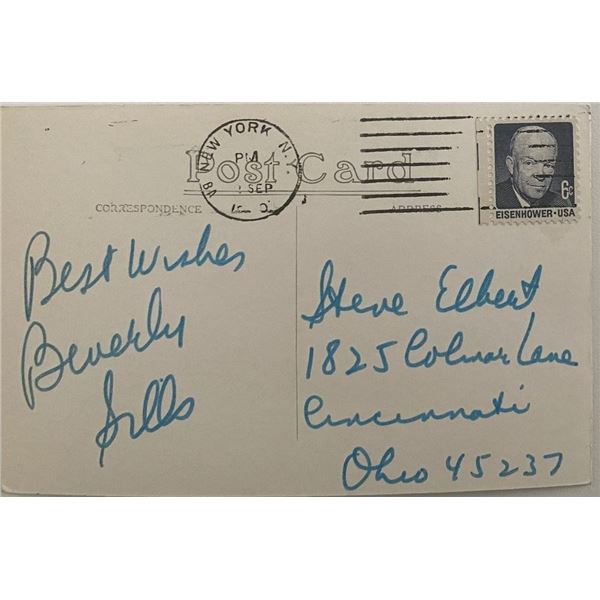 Post Card
NEW YORK N.Y.
PM
SEP
6c
EISENHOWER·USA
CORRESPONDENCE
ADDRESS
Best Wishes
Beverly
Sills
Steve Elbert
1825 Colmar Lane
Cincinnati
Ohio 45237